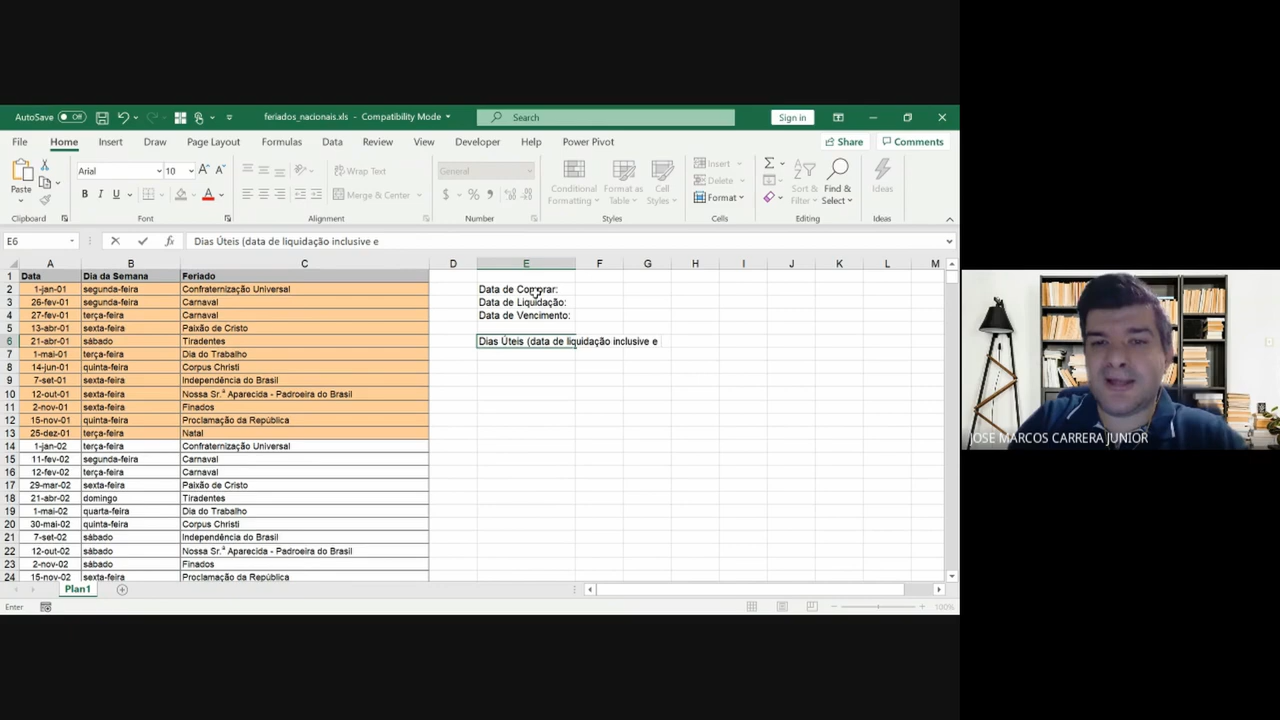 AutoSave Off feriados_nacionais.xls - Compatibility Mode Search Sign in
File Home Insert Draw Page Layout Formulas Data Review View Developer Help Power Pivot Share Comments
Paste Arial 10 Wrap Text General Conditional Formatting Format as Table Cell Styles Insert Sort & Filter Find & Select Ideas
B I U Merge & Center $ % Delete Format
Clipboard Font Alignment Number Styles Cells Editing Ideas
E6 fx Dias Úteis (data de liquidação inclusive e
A B C D E F G H I J K L M
1 Data Dia da Semana Feriado
2 1-jan-01 segunda-feira Confraternização Universal Data de Comprar:
3 26-fev-01 segunda-feira Carnaval Data de Liquidação:
4 27-fev-01 terça-feira Carnaval Data de Vencimento:
5 13-abr-01 sexta-feira Paixão de Cristo
6 21-abr-01 sábado Tiradentes Dias Úteis (data de liquidação inclusive e
7 1-mai-01 terça-feira Dia do Trabalho
8 14-jun-01 quinta-feira Corpus Christi
9 7-set-01 sexta-feira Independência do Brasil
10 12-out-01 sexta-feira Nossa Sr.ª Aparecida - Padroeira do Brasil
11 2-nov-01 sexta-feira Finados
12 15-nov-01 quinta-feira Proclamação da República
13 25-dez-01 terça-feira Natal
14 1-jan-02 terça-feira Confraternização Universal
15 11-fev-02 segunda-feira Carnaval
16 12-fev-02 terça-feira Carnaval
17 29-mar-02 sexta-feira Paixão de Cristo
18 21-abr-02 domingo Tiradentes
19 1-mai-02 quarta-feira Dia do Trabalho
20 30-mai-02 quinta-feira Corpus Christi
21 7-set-02 sábado Independência do Brasil
22 12-out-02 sábado Nossa Sr.ª Aparecida - Padroeira do Brasil
23 2-nov-02 sábado Finados
24 15-nov-02 sexta-feira Proclamação da República
Plan1
Enter 100%
JOSE MARCOS CARRERA JUNIOR